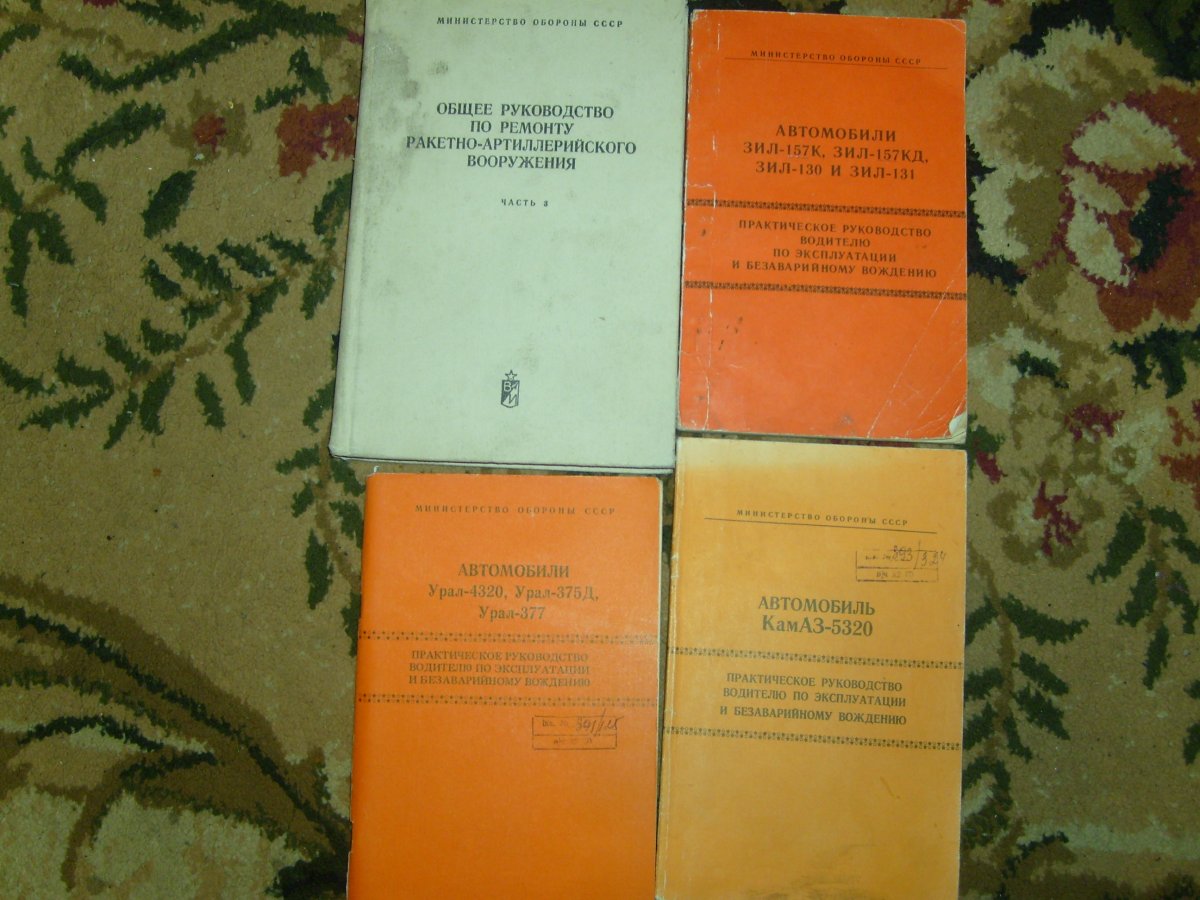 МИНИСТЕРСТВО ОБОРОНЫ СССР
ОБЩЕЕ РУКОВОДСТВО
ПО РЕМОНТУ
РАКЕТНО-АРТИЛЛЕРИЙСКОГО
ВООРУЖЕНИЯ
ЧАСТЬ 3
МИНИСТЕРСТВО ОБОРОНЫ СССР
АВТОМОБИЛИ
ЗИЛ-157К, ЗИЛ-157КД,
ЗИЛ-130 И ЗИЛ-131
ПРАКТИЧЕСКОЕ РУКОВОДСТВО
ВОДИТЕЛЮ
ПО ЭКСПЛУАТАЦИИ
И БЕЗАВАРИЙНОМУ ВОЖДЕНИЮ
МИНИСТЕРСТВО ОБОРОНЫ СССР
АВТОМОБИЛИ
Урал-4320, Урал-375Д,
Урал-377
ПРАКТИЧЕСКОЕ РУКОВОДСТВО
ВОДИТЕЛЮ ПО ЭКСПЛУАТАЦИИ
И БЕЗАВАРИЙНОМУ ВОЖДЕНИЮ
МИНИСТЕРСТВО ОБОРОНЫ СССР
АВТОМОБИЛЬ
КамАЗ-5320
ПРАКТИЧЕСКОЕ РУКОВОДСТВО
ВОДИТЕЛЮ ПО ЭКСПЛУАТАЦИИ
И БЕЗАВАРИЙНОМУ ВОЖДЕНИЮ